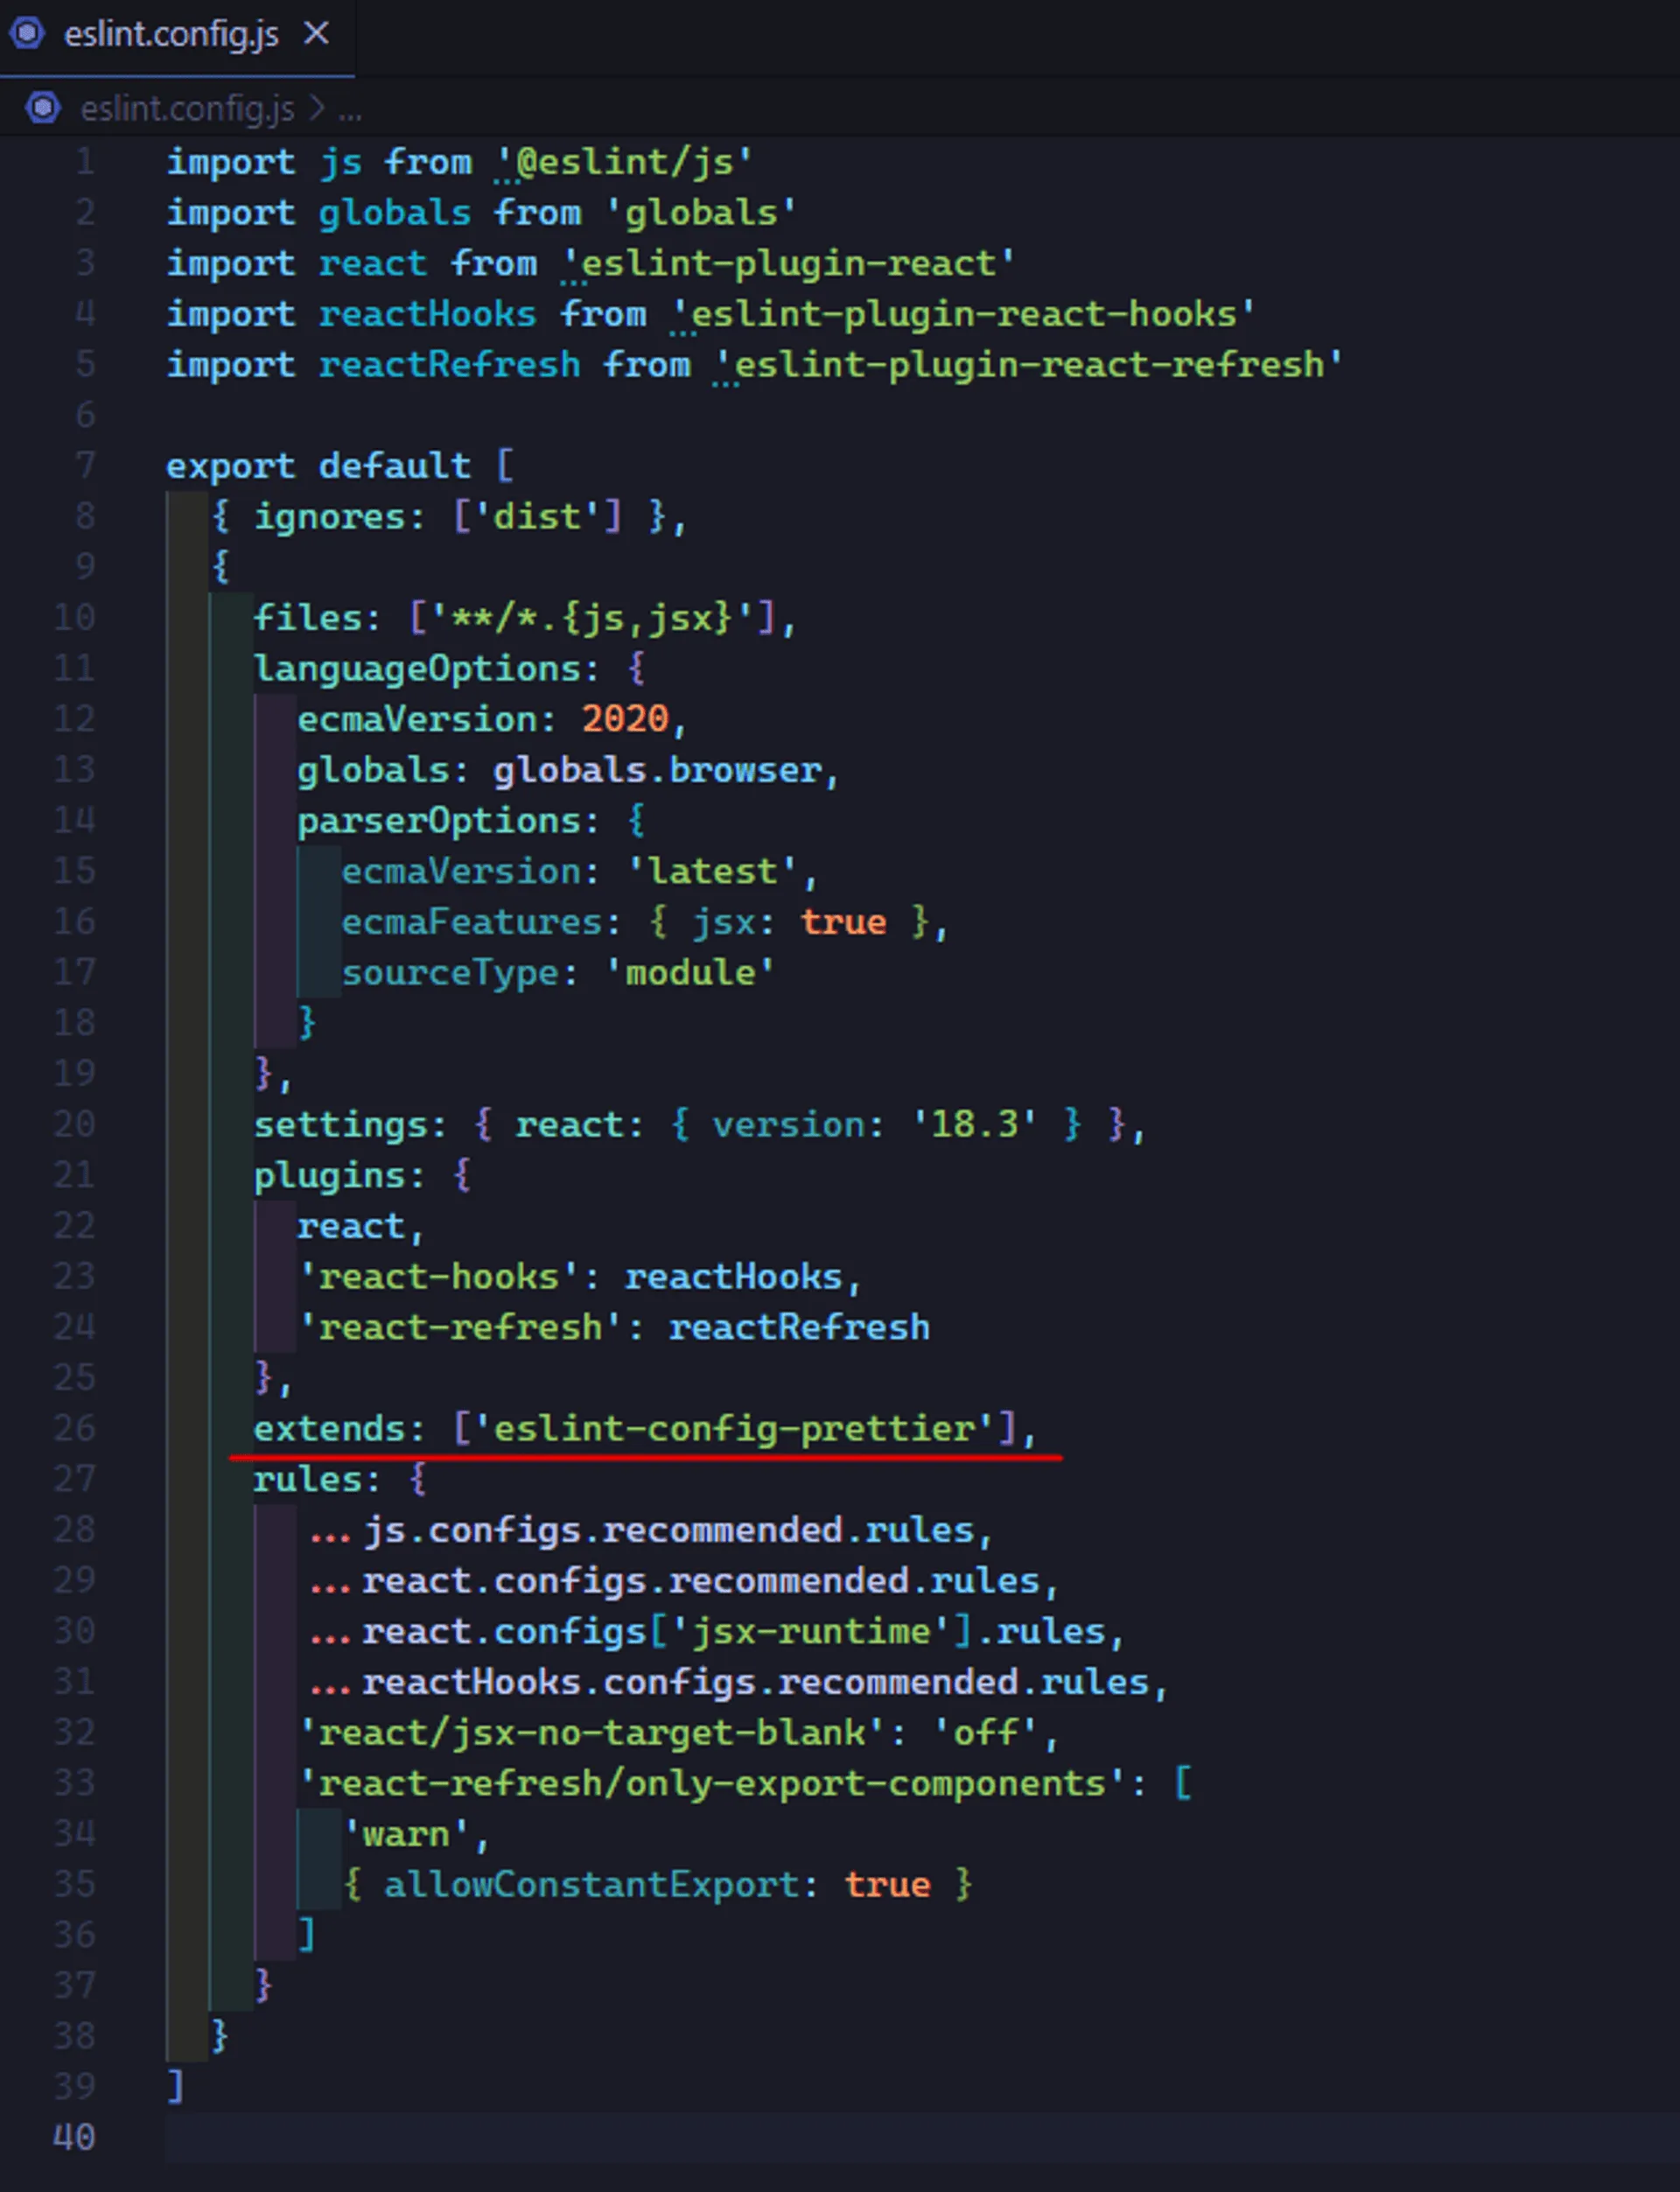 eslint.config.js
eslint.config.js > ...
1 import js from '@eslint/js'
2 import globals from 'globals'
3 import react from 'eslint-plugin-react'
4 import reactHooks from 'eslint-plugin-react-hooks'
5 import reactRefresh from 'eslint-plugin-react-refresh'
6
7 export default [
8   { ignores: ['dist'] },
9   {
10     files: ['**/*.{js,jsx}'],
11     languageOptions: {
12       ecmaVersion: 2020,
13       globals: globals.browser,
14       parserOptions: {
15         ecmaVersion: 'latest',
16         ecmaFeatures: { jsx: true },
17         sourceType: 'module'
18       }
19     },
20     settings: { react: { version: '18.3' } },
21     plugins: {
22       react,
23       'react-hooks': reactHooks,
24       'react-refresh': reactRefresh
25     },
26     extends: ['eslint-config-prettier'],
27     rules: {
28       ...js.configs.recommended.rules,
29       ...react.configs.recommended.rules,
30       ...react.configs['jsx-runtime'].rules,
31       ...reactHooks.configs.recommended.rules,
32       'react/jsx-no-target-blank': 'off',
33       'react-refresh/only-export-components': [
34         'warn',
35         { allowConstantExport: true }
36       ]
37     }
38   }
39 ]
40